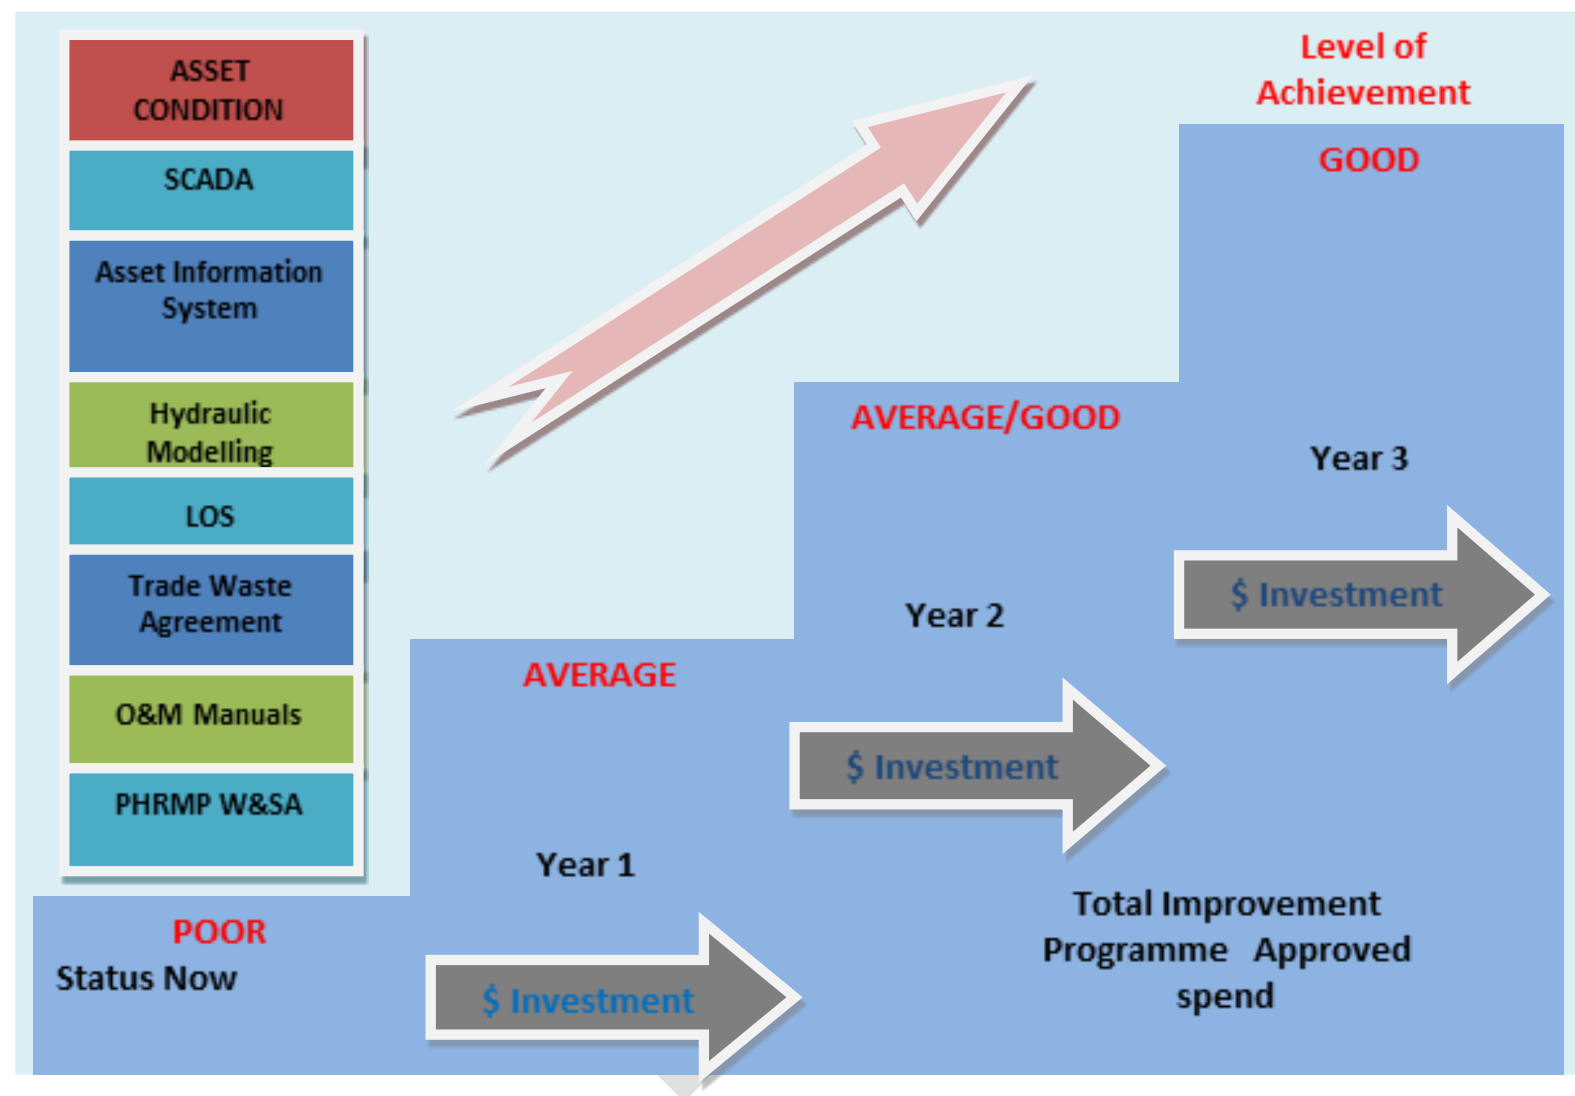 ASSET
CONDITION
SCADA
Asset Information
System
Hydraulic
Modelling
LOS
Trade Waste
Agreement
O&M Manuals
PHRMP W&SA
Level of
Achievement
GOOD
AVERAGE/GOOD
Year 3
$ Investment
Year 2
AVERAGE
$ Investment
Year 1
POOR
Status Now
$ Investment
Total Improvement
Programme Approved
spend